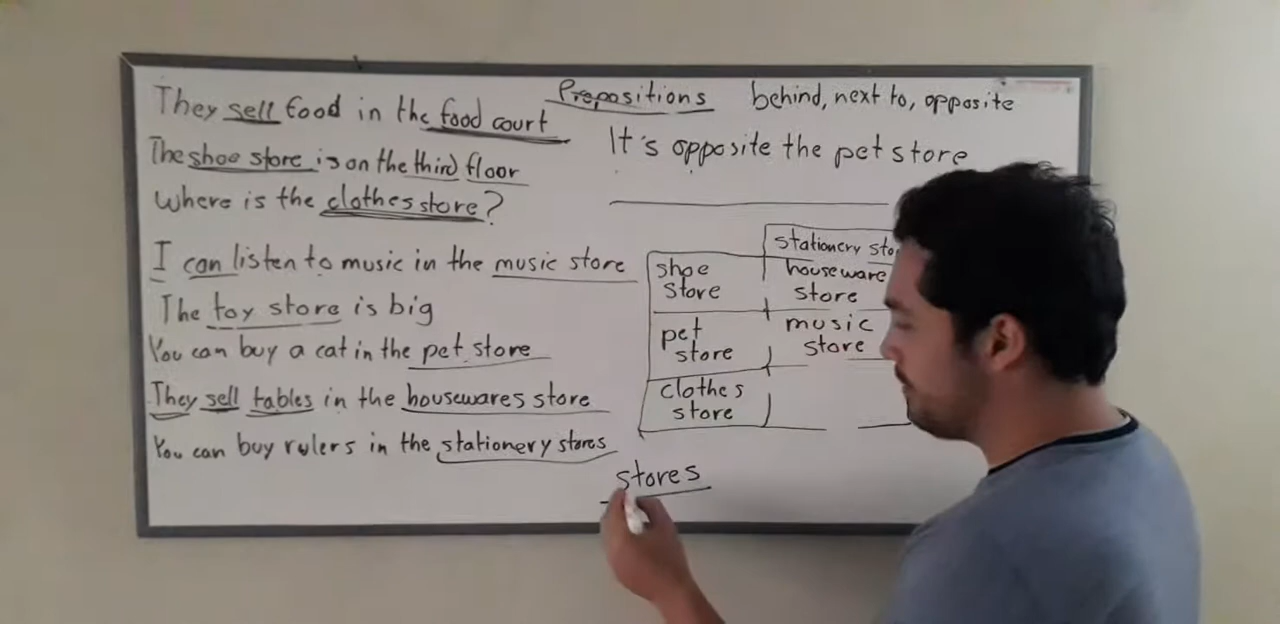 They sell food in the food court
The shoe store is on the third floor
Where is the clothes store?
I can listen to music in the music store
The toy store is big
You can buy a cat in the pet store
They sell tables in the housewares store
You can buy rulers in the stationery stores
Prepositions behind, next to, opposite
It's opposite the pet store
stationery sto
shoe store
houseware
store
pet store
music
store
clothes store
stores